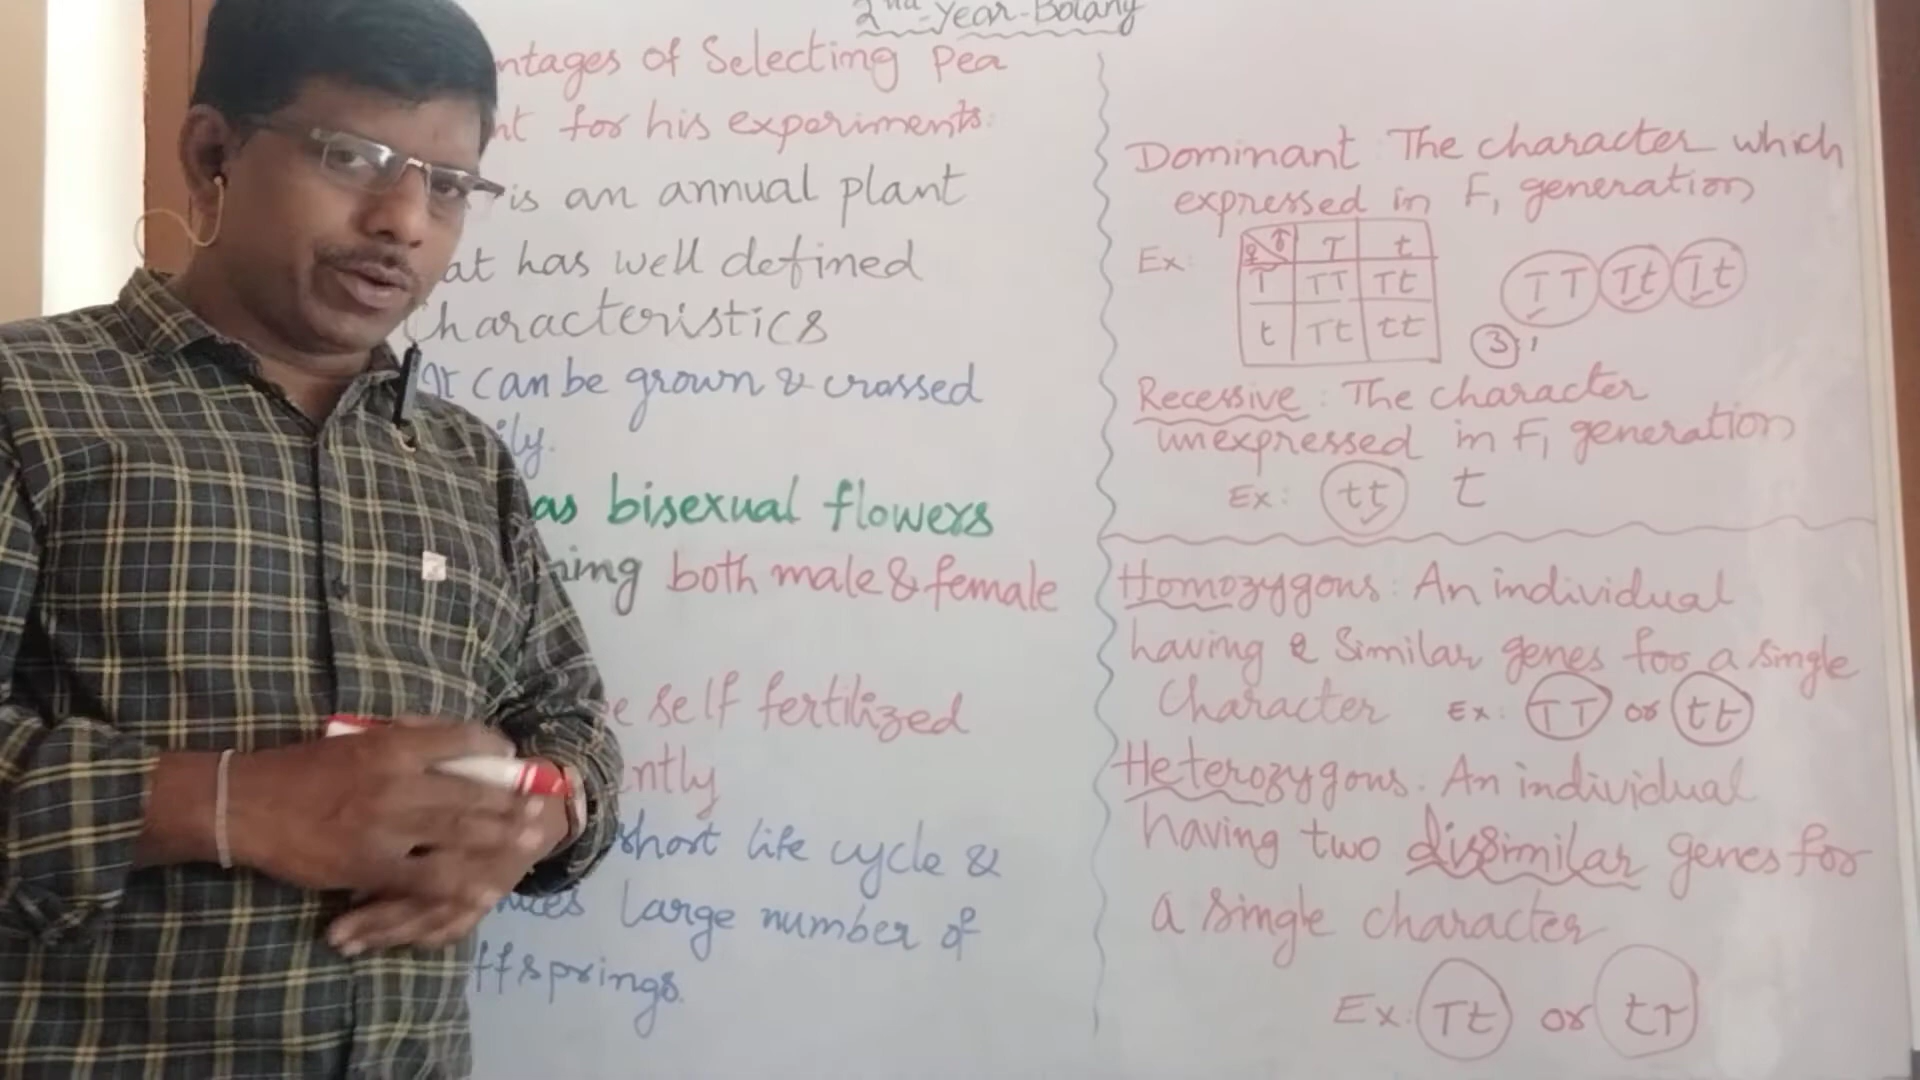 2nd-Year-Botany
ntages of Selecting Pea
nt for his experiments:
is an annual plant
at has well defined
Characteristics
It can be grown & crossed
ily.
as bisexual flowers
ning both male & female
e self fertilized
ntly
short life cycle &
uces large number of
ffsprings.
Dominant: The character which
expressed in F1 generation
Ex: ♀ ♂ T t
T TT Tt
t Tt tt
TT Tt Tt
3:1
Recessive: The character
unexpressed in F1 generation
Ex: tt t
Homozygous: An individual
having 2 Similar genes for a single
Character Ex: TT or tt
Heterozygous: An individual
having two dissimilar genes for
a single character
Ex: Tt or tT